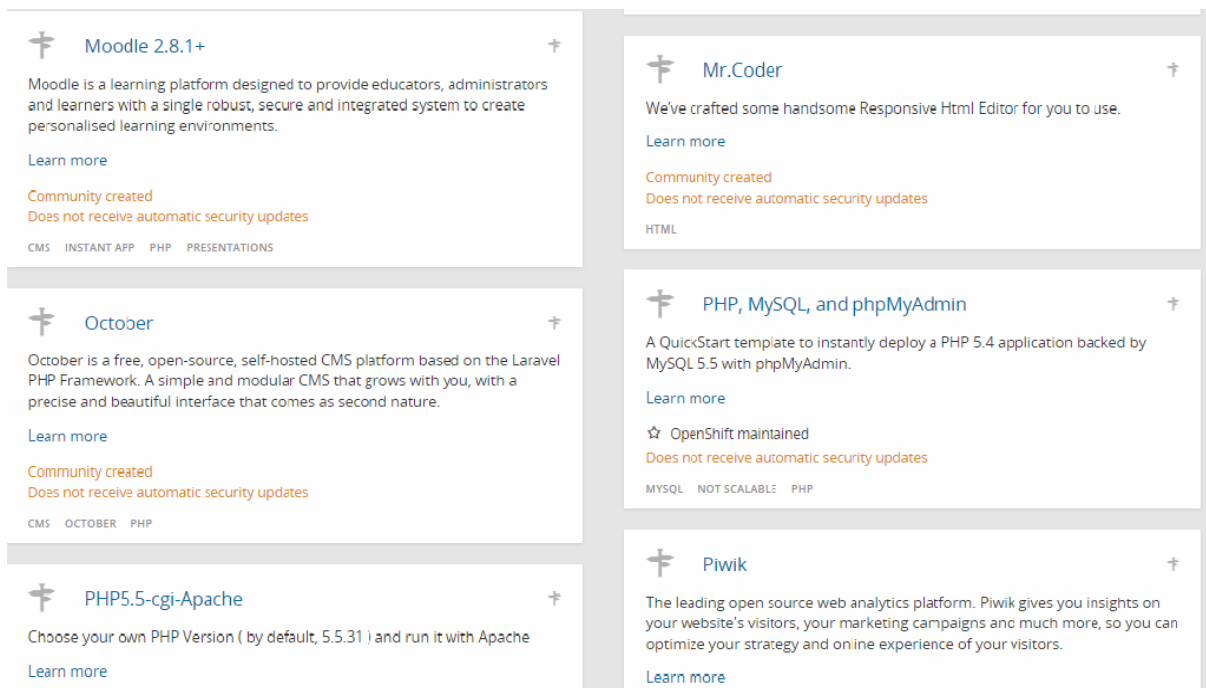 Moodle 2.8.1+
Moodle is a learning platform designed to provide educators, administrators
and learners with a single robust, secure and integrated system to create
personalised learning environments.
Learn more
Community created
Does not receive automatic security updates
CMS INSTANT APP PHP PRESENTATIONS
October
October is a free, open-source, self-hosted CMS platform based on the Laravel
PHP Framework. A simple and modular CMS that grows with you, with a
precise and beautiful interface that comes as second nature.
Learn more
Community created
Does not receive automatic security updates
CMS OCTOBER PHP
PHP5.5-cgi-Apache
Choose your own PHP Version ( by default, 5.5.31 ) and run it with Apache
Learn more
Mr.Coder
We've crafted some handsome Responsive Html Editor for you to use.
Learn more
Community created
Does not receive automatic security updates
HTML
PHP, MySQL, and phpMyAdmin
A QuickStart template to instantly deploy a PHP 5.4 application backed by
MySQL 5.5 with phpMyAdmin.
Learn more
OpenShift maintained
Does not receive automatic security updates
MYSQL NOT SCALABLE PHP
Piwik
The leading open source web analytics platform. Piwik gives you insights on
your website's visitors, your marketing campaigns and much more, so you can
optimize your strategy and online experience of your visitors.
Learn more